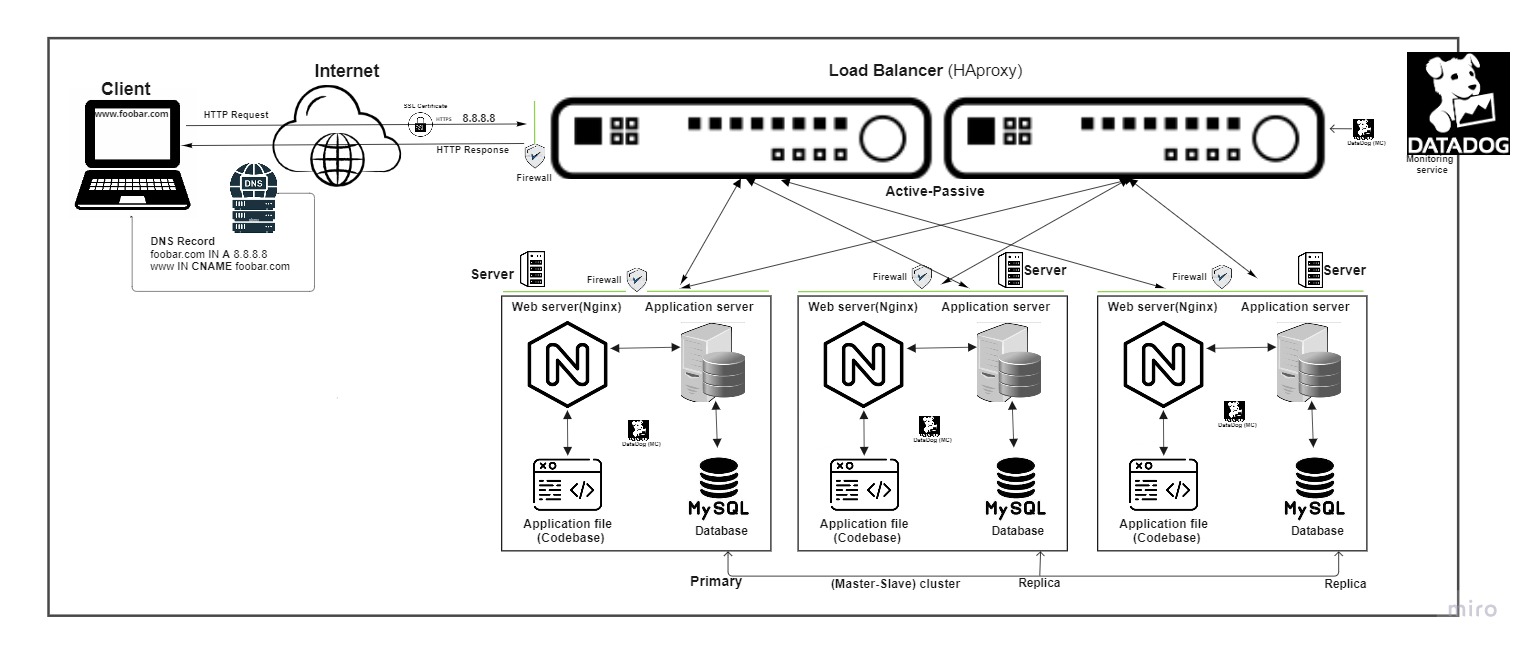 Client
Internet
Load Balancer (HAproxy)
DATADOG
Monitoring
service
www.foobar.com
HTTP Request
SSL Certificate
HTTPS
8.8.8.8
HTTP Response
Firewall
DataDog (MC)
Active-Passive
DNS
DNS Record
foobar.com IN A 8.8.8.8
www IN CNAME foobar.com
Server
Firewall
Firewall
Server
Firewall
Server
Web server(Nginx)
Application server
Web server(Nginx)
Application server
Web server(Nginx)
Application server
DataDog (MC)
DataDog (MC)
DataDog (MC)
XO
</>
XO
</>
XO
</>
MySQL
MySQL
MySQL
Application file
(Codebase)
Database
Application file
(Codebase)
Database
Application file
(Codebase)
Database
Primary
(Master-Slave) cluster
Replica
Replica
miro